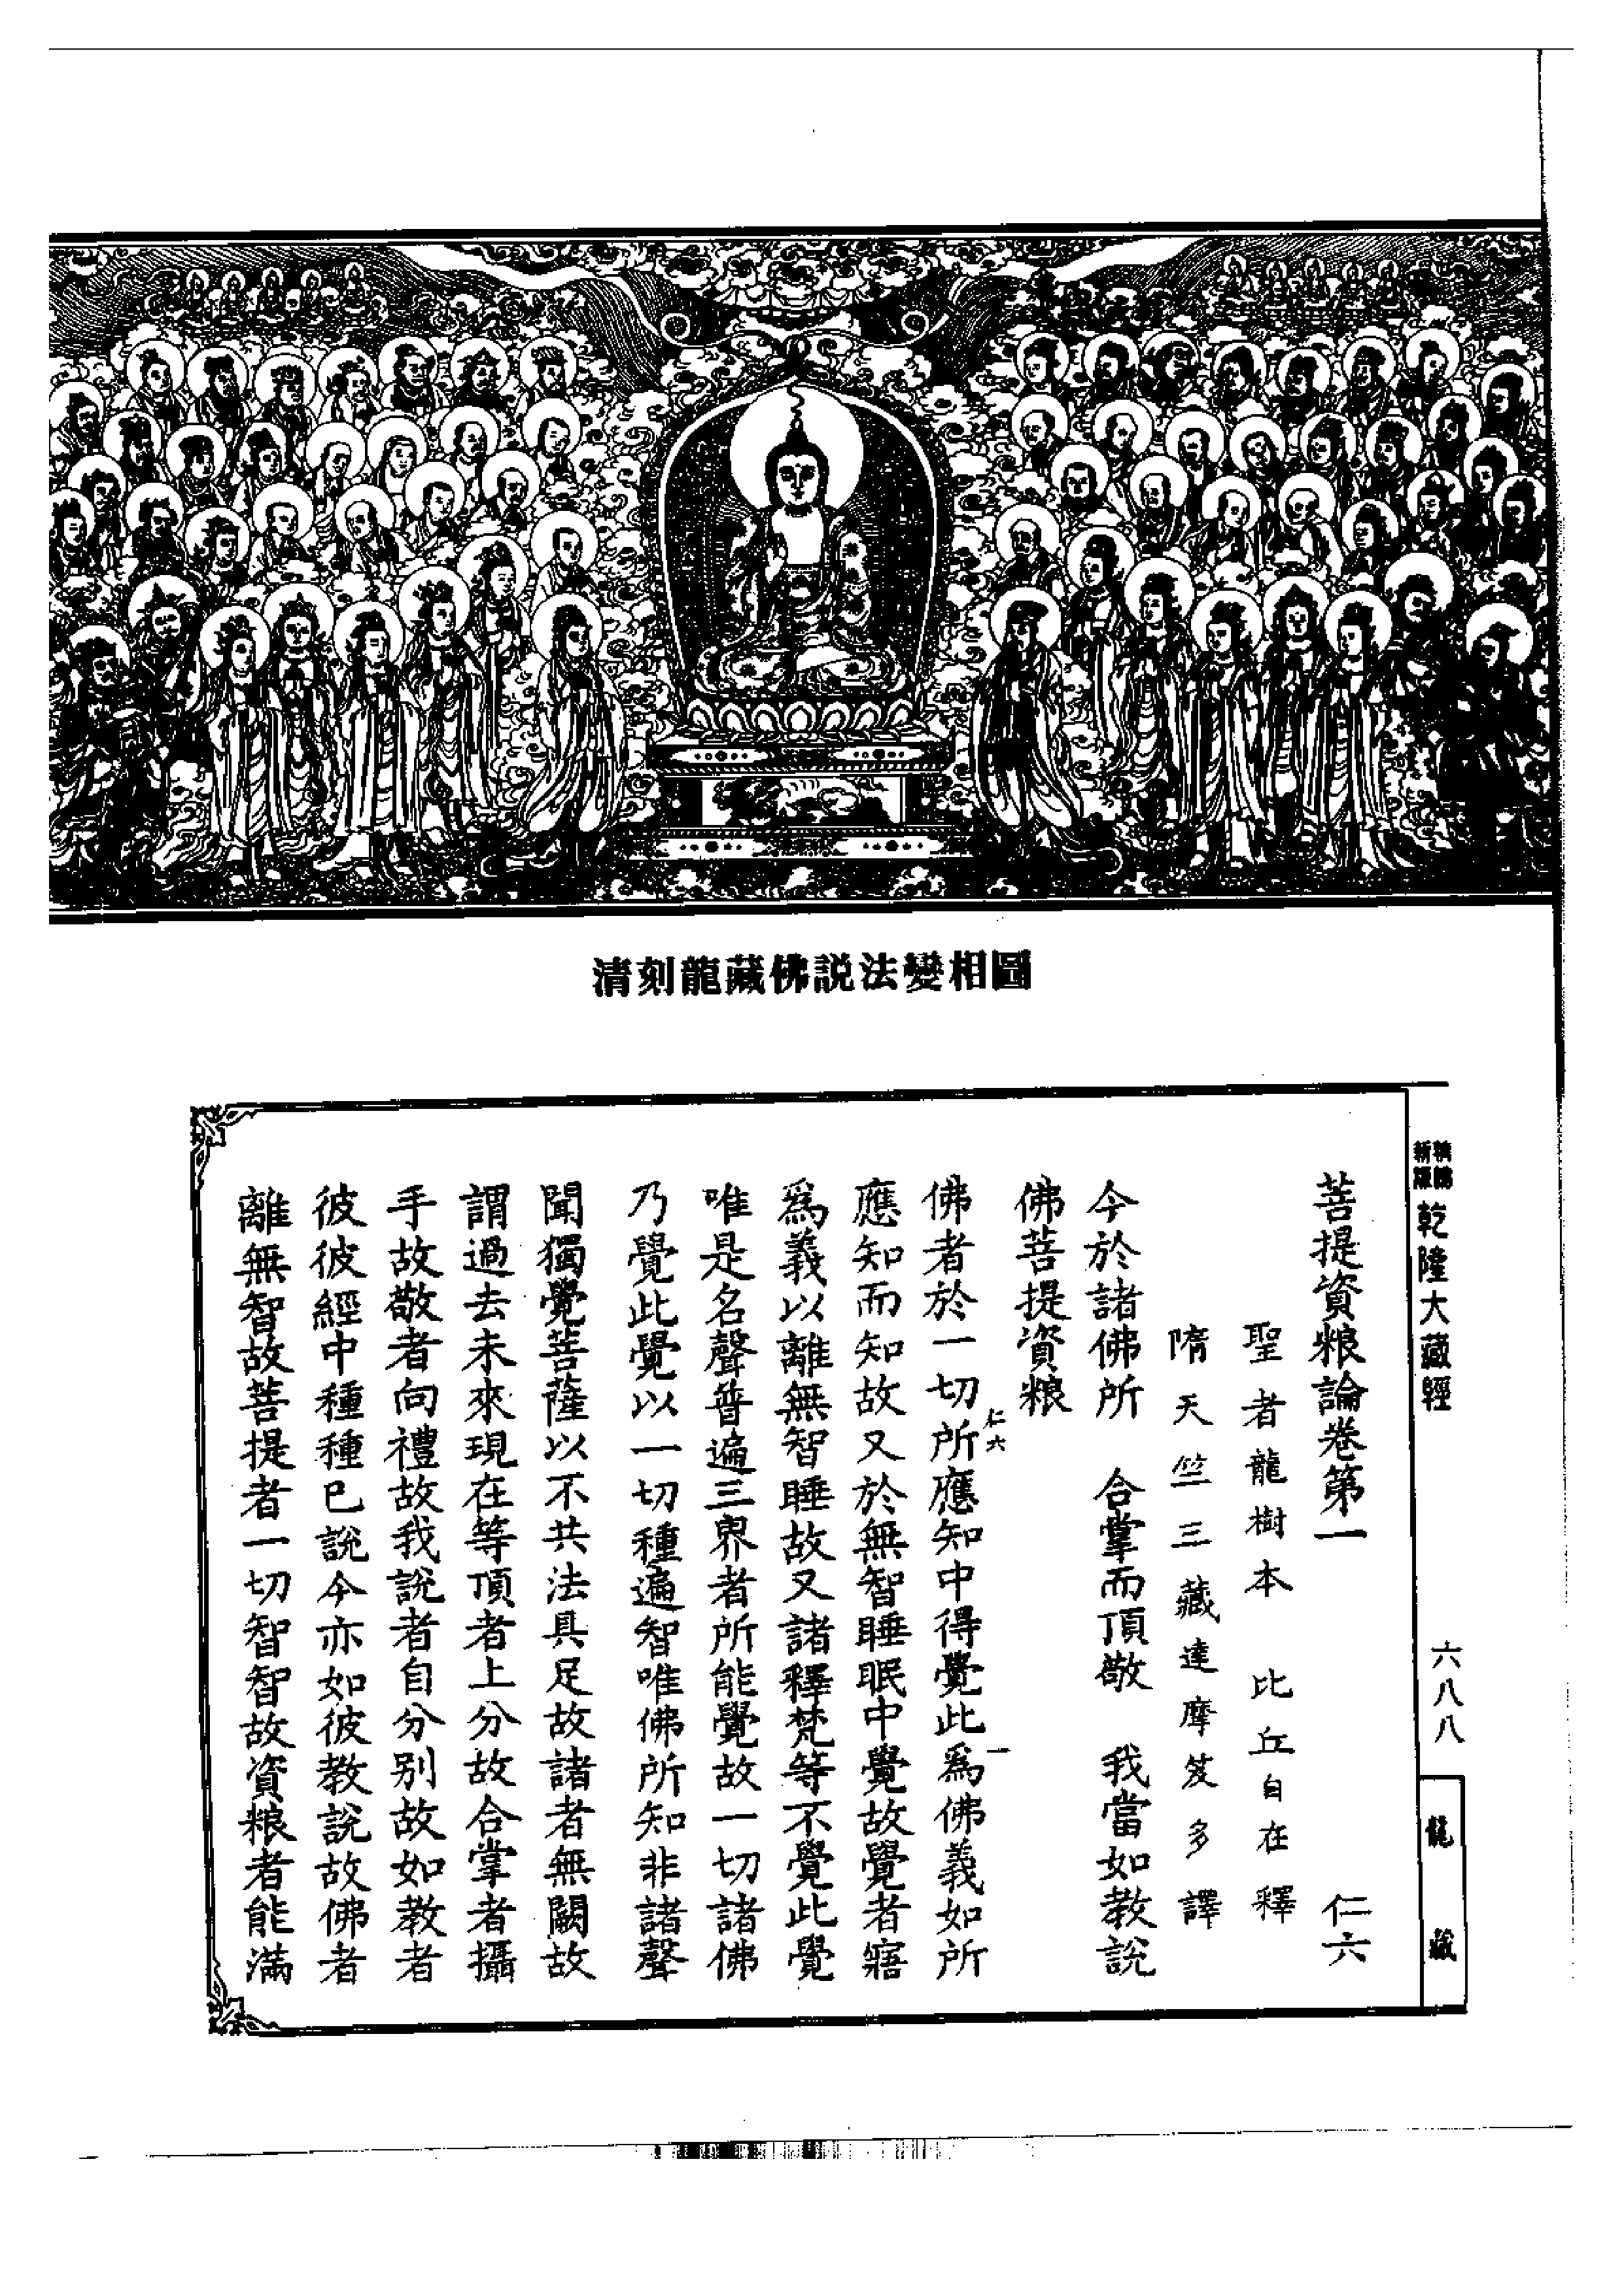 清刻龍藏佛説法變相圖
新編縮版
乾隆大藏經
六八八
龍藏
菩提資粮論卷第一 仁六
聖者龍樹本 比丘自在釋
隋天竺三藏達摩笈多譯
今於諸佛所 合掌而頂敬 我當如教說
佛菩提資粮
仁六 一
佛者於一切所應知中得覺此為佛義如所
應知而知故又於無智睡眠中覺故覺者寤
為義以離無智睡故又諸釋梵等不覺此覺
唯是名聲普遍三界者所能覺故一切諸佛
乃覺此覺以一切種遍智唯佛所知非諸聲
聞獨覺菩薩以不共法具足故諸者無闕故
謂過去未來現在等頂者上分故合掌者攝
手故敬者向禮故我說者自分別故如教者
彼彼經中種種已說今亦如彼教說故佛者
離無智故菩提者一切智智故資粮者能滿